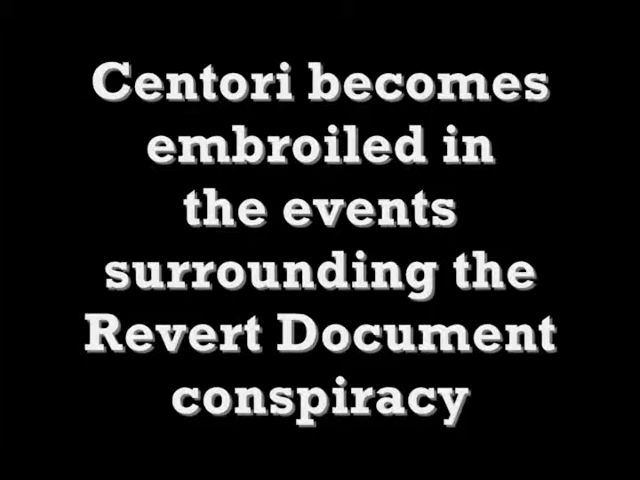 Centori becomes
embroiled in
the events
surrounding the
Revert Document
conspiracy